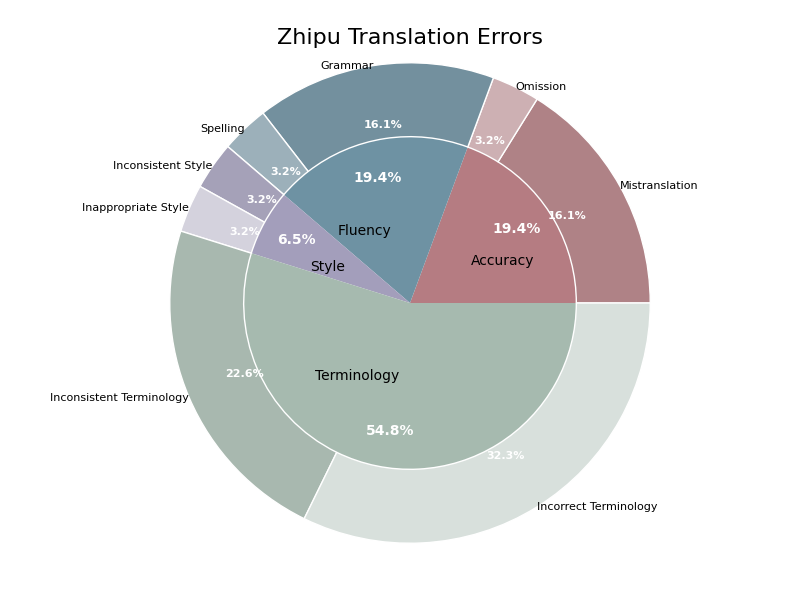 Zhipu Translation Errors
Grammar
Omission
16.1%
Spelling
3.2%
Inconsistent Style
3.2%
19.4%
Mistranslation
3.2%
Inappropriate Style
16.1%
3.2%
6.5%
Fluency
19.4%
Style
Accuracy
22.6%
Terminology
Inconsistent Terminology
54.8%
32.3%
Incorrect Terminology